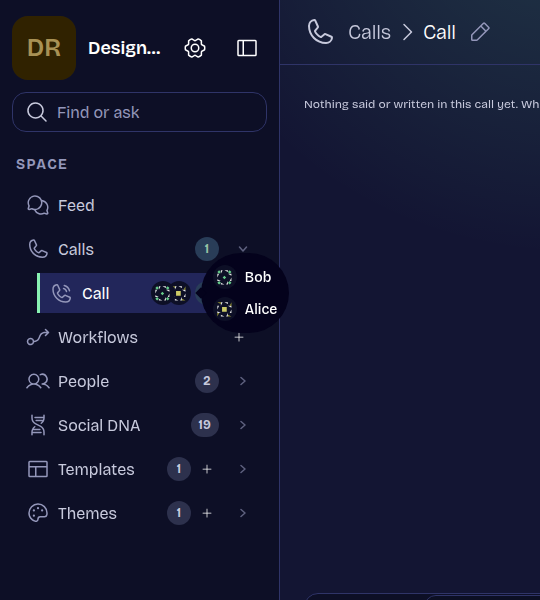 DR
Design...
Find or ask
SPACE
Feed
Calls
1
Call
Bob
Alice
Workflows
People
2
Social DNA
19
Templates
1
Themes
1
Calls
Call
Nothing said or written in this call yet. Wh